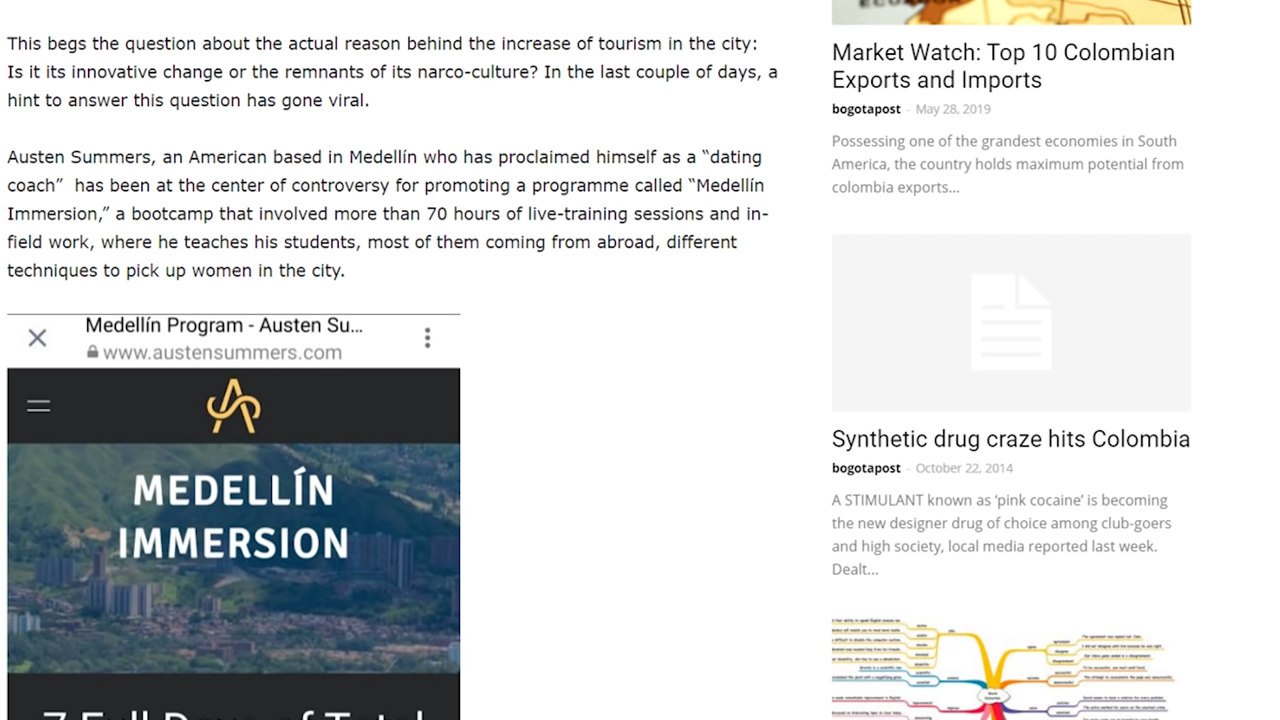 This begs the question about the actual reason behind the increase of tourism in the city:
Is it its innovative change or the remnants of its narco-culture? In the last couple of days, a
hint to answer this question has gone viral.
Austen Summers, an American based in Medellín who has proclaimed himself as a “dating
coach”  has been at the center of controversy for promoting a programme called “Medellín
Immersion,” a bootcamp that involved more than 70 hours of live-training sessions and in-
field work, where he teaches his students, most of them coming from abroad, different
techniques to pick up women in the city.
Medellín Program - Austen Su...
www.austensummers.com
MEDELLÍN
IMMERSION
Market Watch: Top 10 Colombian
Exports and Imports
bogotapost - May 28, 2019
Possessing one of the grandest economies in South
America, the country holds maximum potential from
colombia exports...
Synthetic drug craze hits Colombia
bogotapost - October 22, 2014
A STIMULANT known as ‘pink cocaine’ is becoming
the new designer drug of choice among club-goers
and high society, local media reported last week.
Dealt...